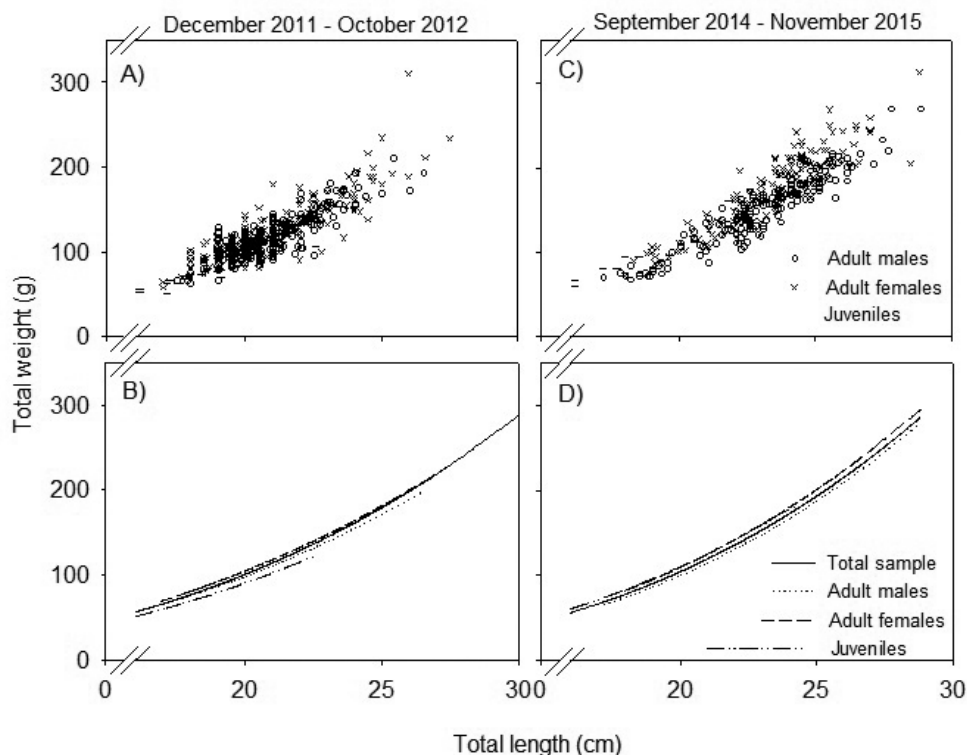 December 2011 - October 2012
September 2014 - November 2015
A)
C)
300
200
100
0
Adult males
Adult females
Juveniles
Total weight (g)
B)
D)
300
200
100
0
Total sample
Adult males
Adult females
Juveniles
0 20 25 30
20 25 30
Total length (cm)